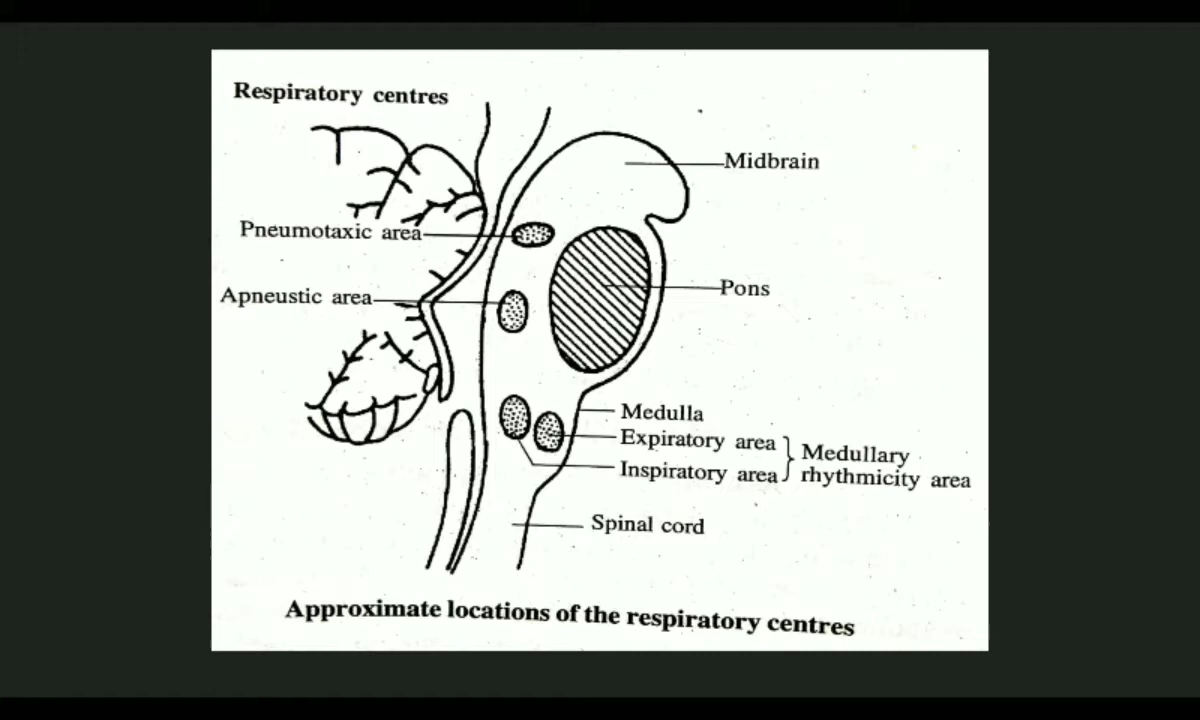 Respiratory centres
Midbrain
Pneumotaxic area
Pons
Apneustic area
Medulla
Expiratory area
Inspiratory area
Medullary
rhythmicity area
Spinal cord
Approximate locations of the respiratory centres